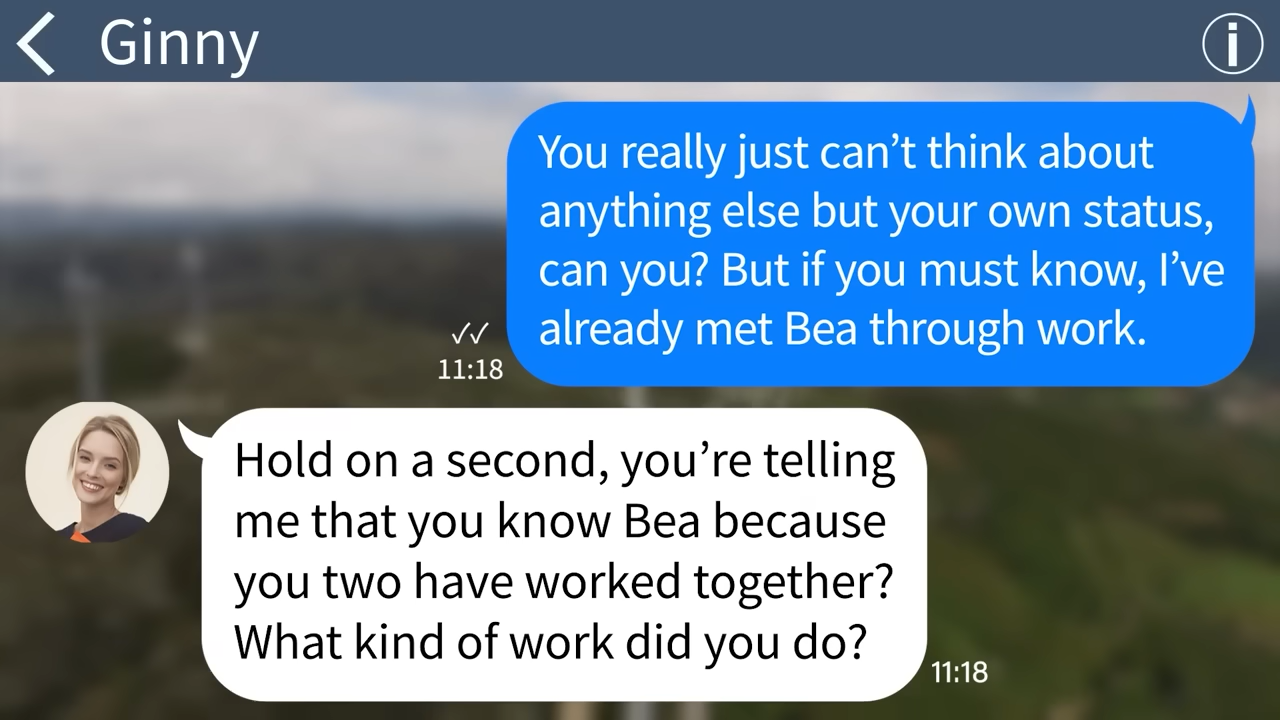 Ginny
You really just can’t think about
anything else but your own status,
can you? But if you must know, I’ve
already met Bea through work.
11:18
Hold on a second, you’re telling
me that you know Bea because
you two have worked together?
What kind of work did you do?
11:18